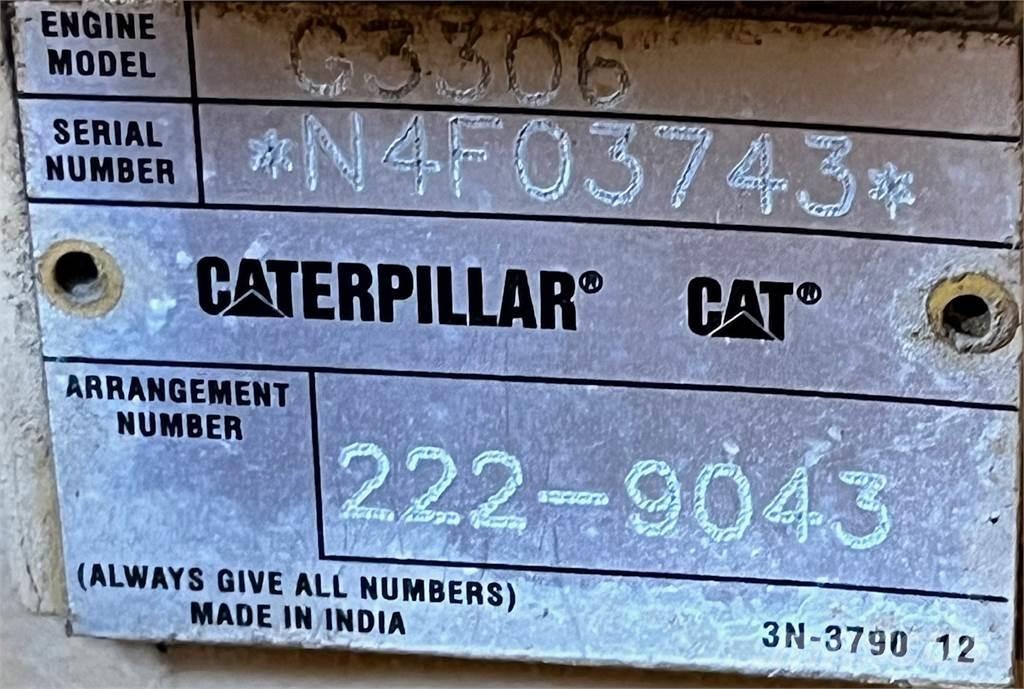 ENGINE MODEL G3306
SERIAL NUMBER *N4F03743*
CATERPILLAR® CAT®
ARRANGEMENT NUMBER 222-9043
(ALWAYS GIVE ALL NUMBERS)
MADE IN INDIA
3N-3790 12